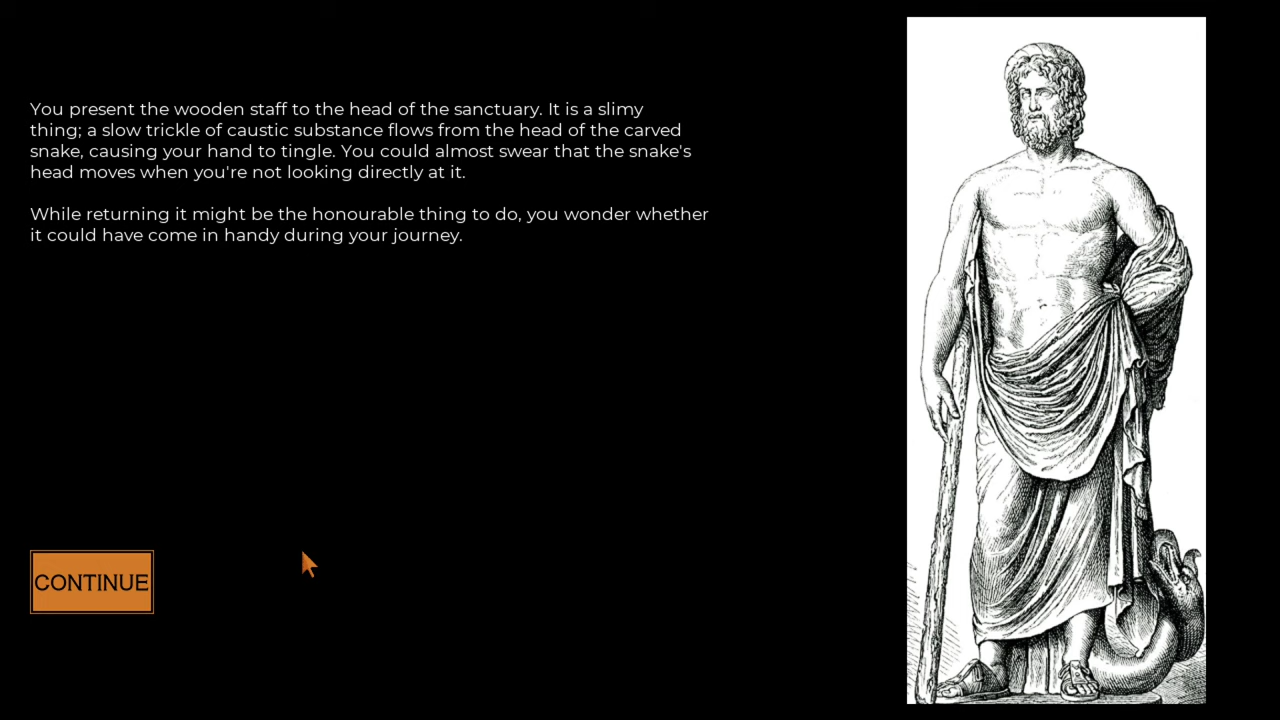 You present the wooden staff to the head of the sanctuary. It is a slimy
thing; a slow trickle of caustic substance flows from the head of the carved
snake, causing your hand to tingle. You could almost swear that the snake's
head moves when you're not looking directly at it.
While returning it might be the honourable thing to do, you wonder whether
it could have come in handy during your journey.
CONTINUE